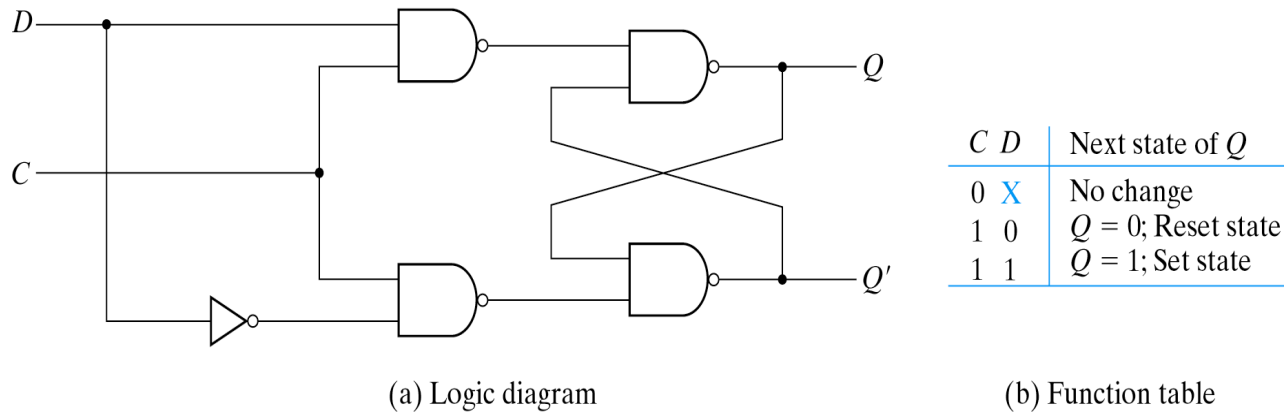 D
Q
C
Q'
(a) Logic diagram
C D Next state of Q
0 X No change
1 0 Q = 0; Reset state
1 1 Q = 1; Set state
(b) Function table